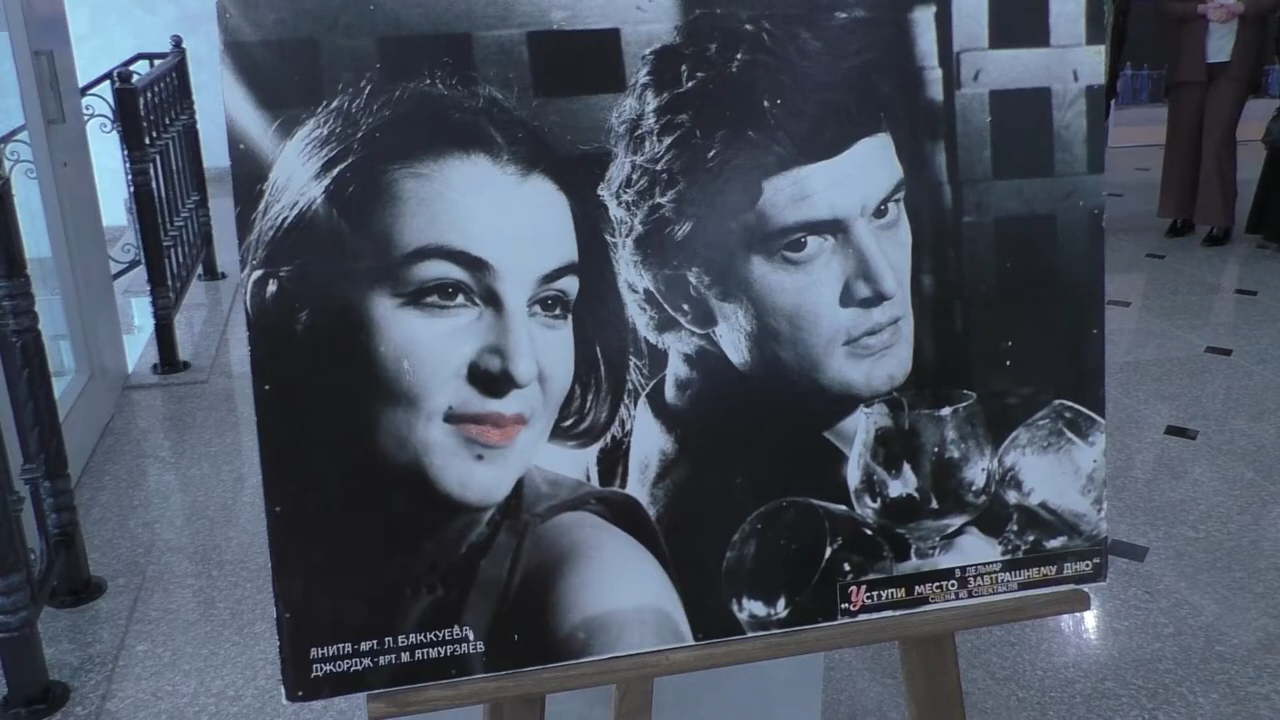 АНИТА-АРТ. Л. БАККУЕВА,
ДЖОРДЖ-АРТ. М. АТМУРЗАЕВ
В. ДЕЛЬМАР
„УСТУПИ МЕСТО ЗАВТРАШНЕМУ ДНЮ“
СЦЕНА ИЗ СПЕКТАКЛЯ